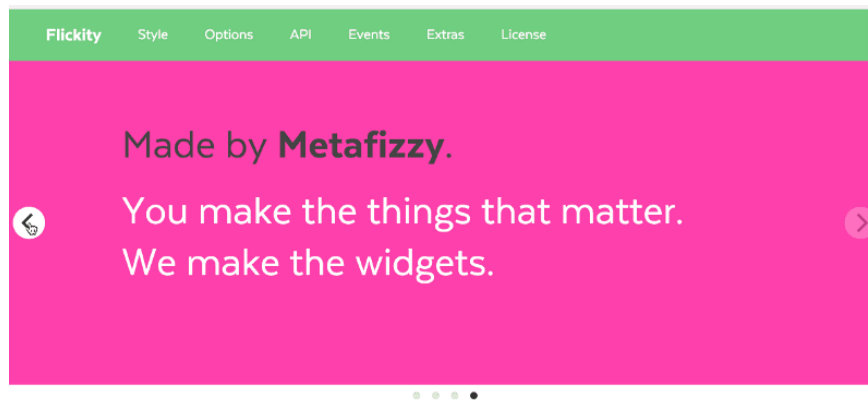 Flickity Style Options API Events Extras License
Made by Metafizzy.
You make the things that matter.
We make the widgets.